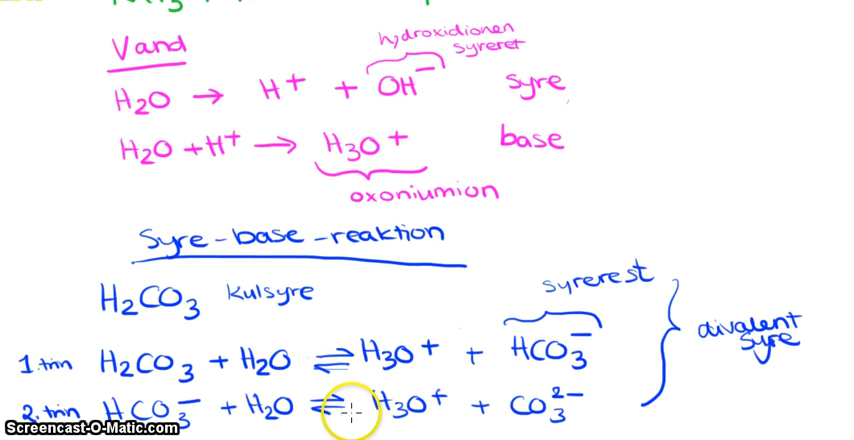 Vand
hydroxidionen
syreret
H2O → H+ + OH− syre
H2O + H+ → H3O+ base
oxoniumion
Syre-base-reaktion
H2CO3 kulsyre
syrerest
1.trin H2CO3 + H2O ⇌ H3O+ + HCO3−
divalent
syre
2.trin HCO3− + H2O ⇌ H3O+ + CO3 2−
Screencast-O-Matic.com